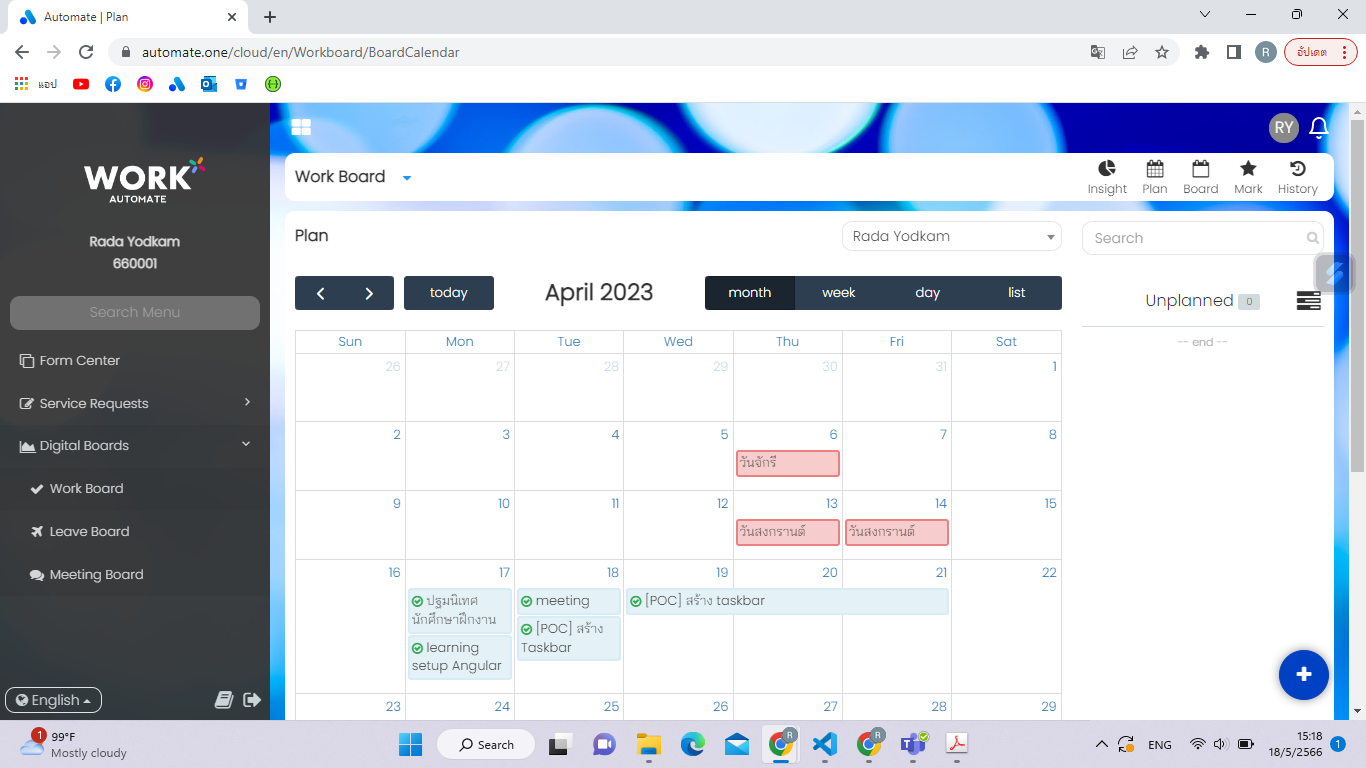 Automate | Plan
automate.one/cloud/en/Workboard/BoardCalendar
R
อัปเดต
แอป
WORK
AUTOMATE
Rada Yodkam
660001
Search Menu
Form Center
Service Requests
Digital Boards
Work Board
Leave Board
Meeting Board
English
RY
Work Board
Insight
Plan
Board
Mark
History
Plan
Rada Yodkam
Search
today
April 2023
month
week
day
list
Unplanned 0
-- end --
Sun Mon Tue Wed Thu Fri Sat
26 27 28 29 30 31 1
2 3 4 5 6 7 8
วันจักรี
9 10 11 12 13 14 15
วันสงกรานต์ วันสงกรานต์
16 17 18 19 20 21 22
ปฐมนิเทศ
นักศึกษาฝึกงาน
learning
setup Angular
meeting
[POC] สร้าง
Taskbar
[POC] สร้าง taskbar
23 24 25 26 27 28 29
1
99°F
Mostly cloudy
Search
R
R
ENG
15:18
18/5/2566
1